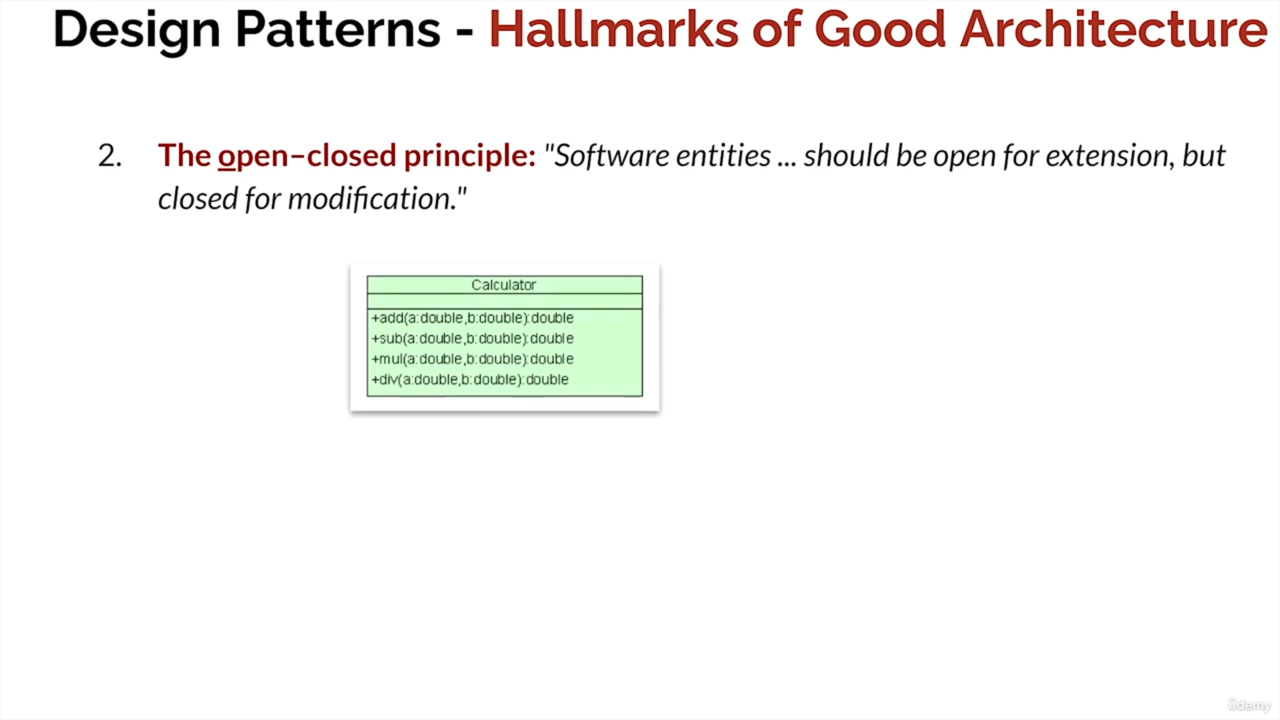 Design Patterns - Hallmarks of Good Architecture
2. The open–closed principle: "Software entities ... should be open for extension, but
closed for modification."
Calculator
+add(a:double,b:double):double
+sub(a:double,b:double):double
+mul(a:double,b:double):double
+div(a:double,b:double):double
ûdemy